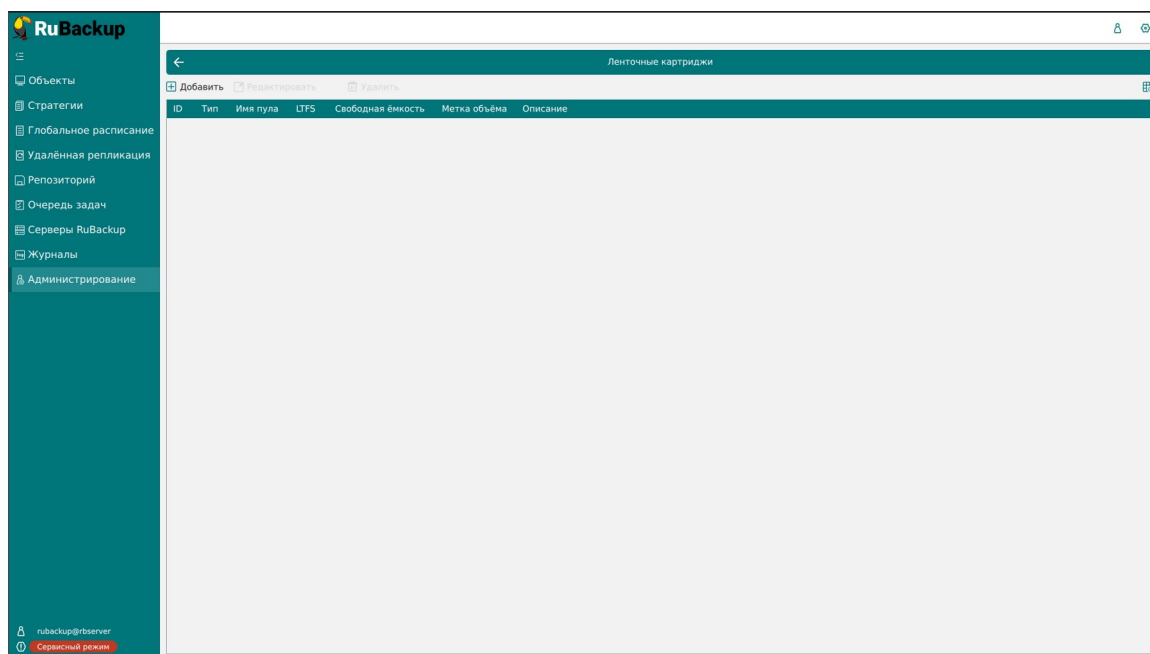 RuBackup
Ленточные картриджи
Объекты
Добавить Редактировать Удалить
Стратегии
ID Тип Имя пула LTFS Свободная ёмкость Метка объёма Описание
Глобальное расписание
Удалённая репликация
Репозиторий
Очередь задач
Серверы RuBackup
Журналы
Администрирование
rubackup@rbserver
Сервисный режим